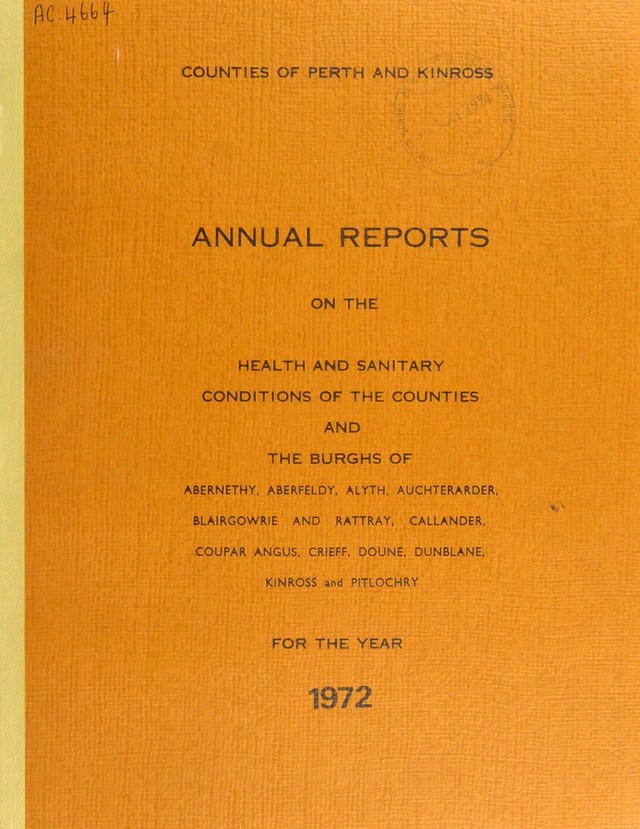 AC.4664
COUNTIES OF PERTH AND KINROSS
ANNUAL REPORTS
ON THE
HEALTH AND SANITARY
CONDITIONS OF THE COUNTIES
AND
THE BURGHS OF
ABERNETHY, ABERFELDY, ALYTH, AUCHTERARDER,
BLAIRGOWRIE AND RATTRAY, CALLANDER,
COUPAR ANGUS, CRIEFF, DOUNE, DUNBLANE,
KINROSS and PITLOCHRY
FOR THE YEAR
1972